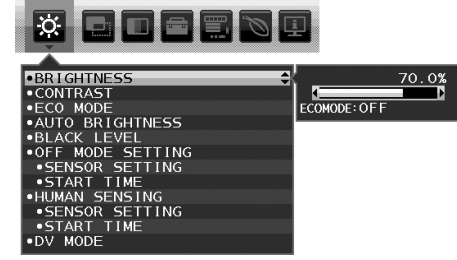 •BRIGHTNESS
•CONTRAST
•ECO MODE
•AUTO BRIGHTNESS
•BLACK LEVEL
•OFF MODE SETTING
•SENSOR SETTING
•START TIME
•HUMAN SENSING
•SENSOR SETTING
•START TIME
•DV MODE
70.0%
ECOMODE:OFF